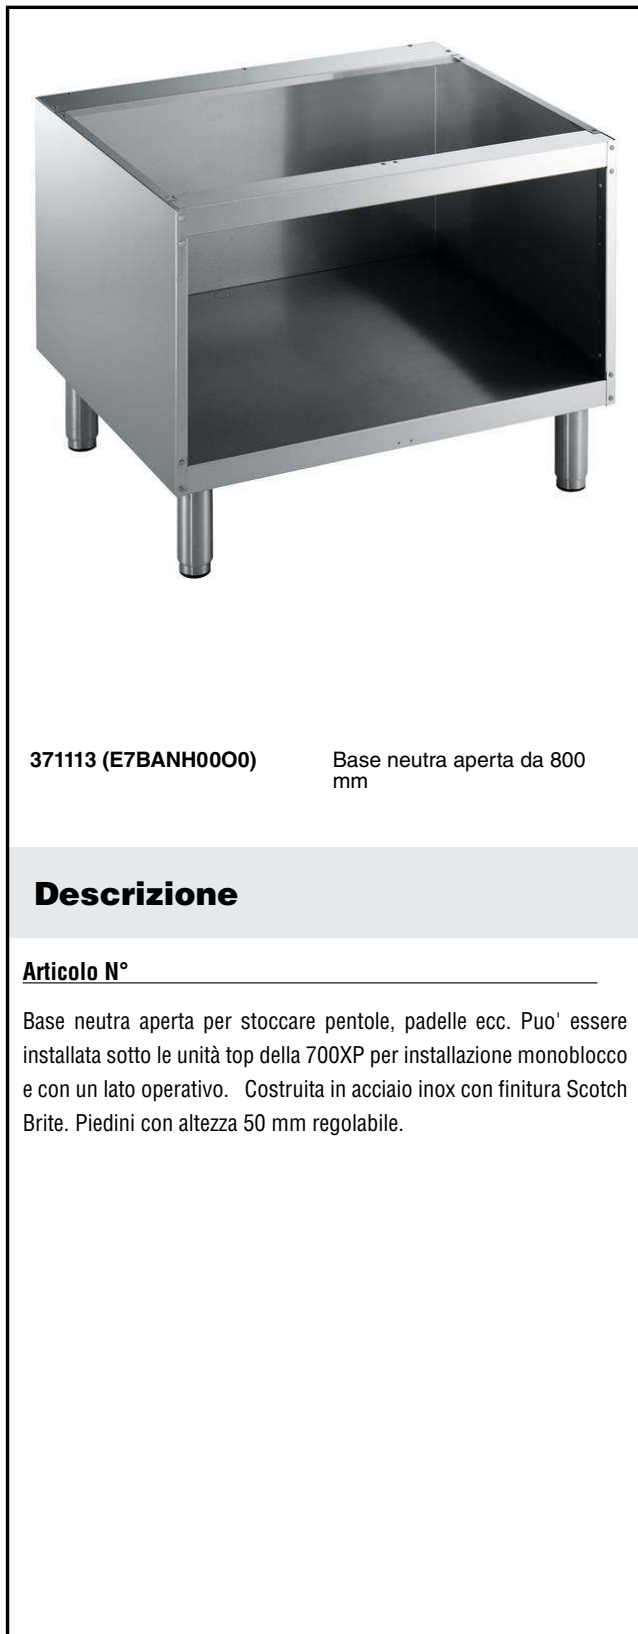 371113 (E7BANH00O0)
Base neutra aperta da 800
mm
Descrizione
Articolo N°
Base neutra aperta per stoccare pentole, padelle ecc. Puo' essere
installata sotto le unità top della 700XP per installazione monoblocco
e con un lato operativo. Costruita in acciaio inox con finitura Scotch
Brite. Piedini con altezza 50 mm regolabile.